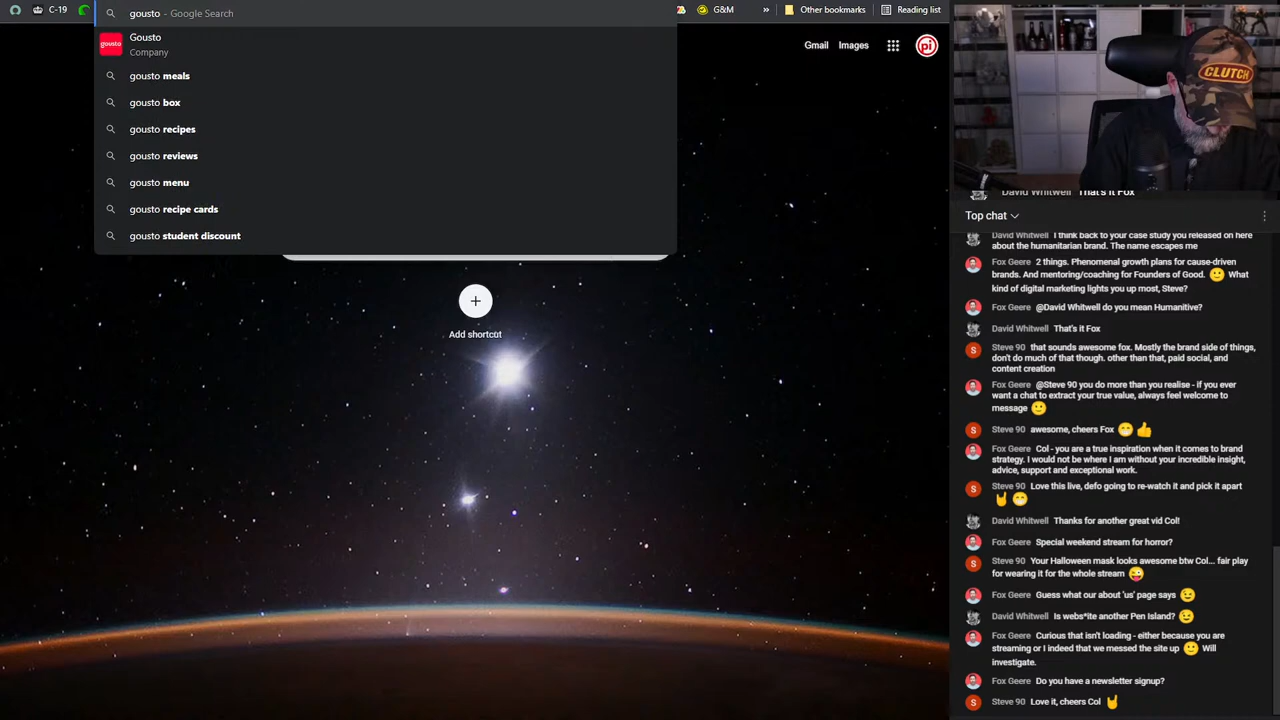 C-19
gousto - Google Search
G&M
»
Other bookmarks
Reading list
gousto
Gousto
Company
gousto meals
gousto box
gousto recipes
gousto reviews
gousto menu
gousto recipe cards
gousto student discount
Gmail
Images
pi
Add shortcut
CLUTCH
David Whitwell That's it Fox
Top chat
David Whitwell I think back to your case study you released on here
about the humanitarian brand. The name escapes me
Fox Geere 2 things. Phenomenal growth plans for cause-driven
brands. And mentoring/coaching for Founders of Good. 🙂 What
kind of digital marketing lights you up most, Steve?
Fox Geere @David Whitwell do you mean Humanitive?
David Whitwell That's it Fox
S
Steve 90 that sounds awesome fox. Mostly the brand side of things,
don't do much of that though. other than that, paid social, and
content creation
Fox Geere @Steve 90 you do more than you realise - if you ever
want a chat to extract your true value, always feel welcome to
message 🙂
S
Steve 90 awesome, cheers Fox 😁 👍
Fox Geere Col - you are a true inspiration when it comes to brand
strategy. I would not be where I am without your incredible insight,
advice, support and exceptional work.
S
Steve 90 Love this live, defo going to re-watch it and pick it apart
🤘 😁
David Whitwell Thanks for another great vid Col!
Fox Geere Special weekend stream for horror?
S
Steve 90 Your Halloween mask looks awesome btw Col... fair play
for wearing it for the whole stream 😜
Fox Geere Guess what our about 'us' page says 😉
David Whitwell Is webs*ite another Pen Island? 😉
Fox Geere Curious that isn't loading - either because you are
streaming or I indeed that we messed the site up 🙂 Will
investigate.
Fox Geere Do you have a newsletter signup?
S
Steve 90 Love it, cheers Col 🤘